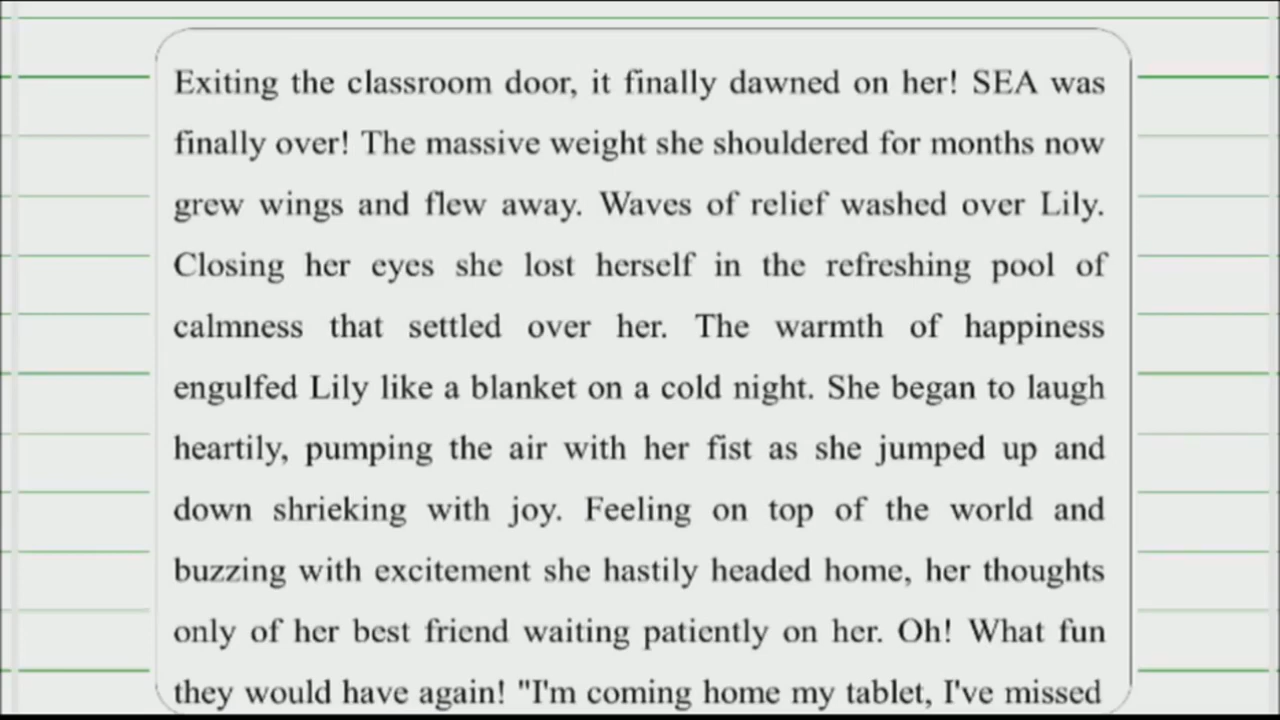 Exiting the classroom door, it finally dawned on her! SEA was
finally over! The massive weight she shouldered for months now
grew wings and flew away. Waves of relief washed over Lily.
Closing her eyes she lost herself in the refreshing pool of
calmness that settled over her. The warmth of happiness
engulfed Lily like a blanket on a cold night. She began to laugh
heartily, pumping the air with her fist as she jumped up and
down shrieking with joy. Feeling on top of the world and
buzzing with excitement she hastily headed home, her thoughts
only of her best friend waiting patiently on her. Oh! What fun
they would have again! "I'm coming home my tablet, I've missed